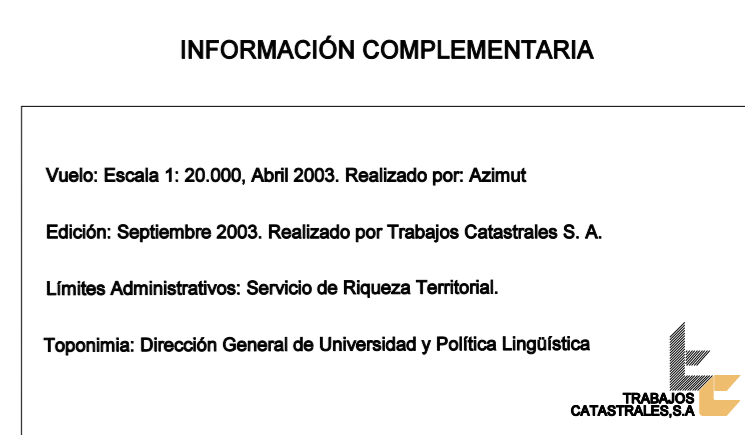 INFORMACIÓN COMPLEMENTARIA
Vuelo: Escala 1: 20.000, Abril 2003. Realizado por: Azimut
Edición: Septiembre 2003. Realizado por Trabajos Catastrales S. A.
Límites Administrativos: Servicio de Riqueza Territorial.
Toponimia: Dirección General de Universidad y Política Lingüística
TRABAJOS
CATASTRALES,S.A